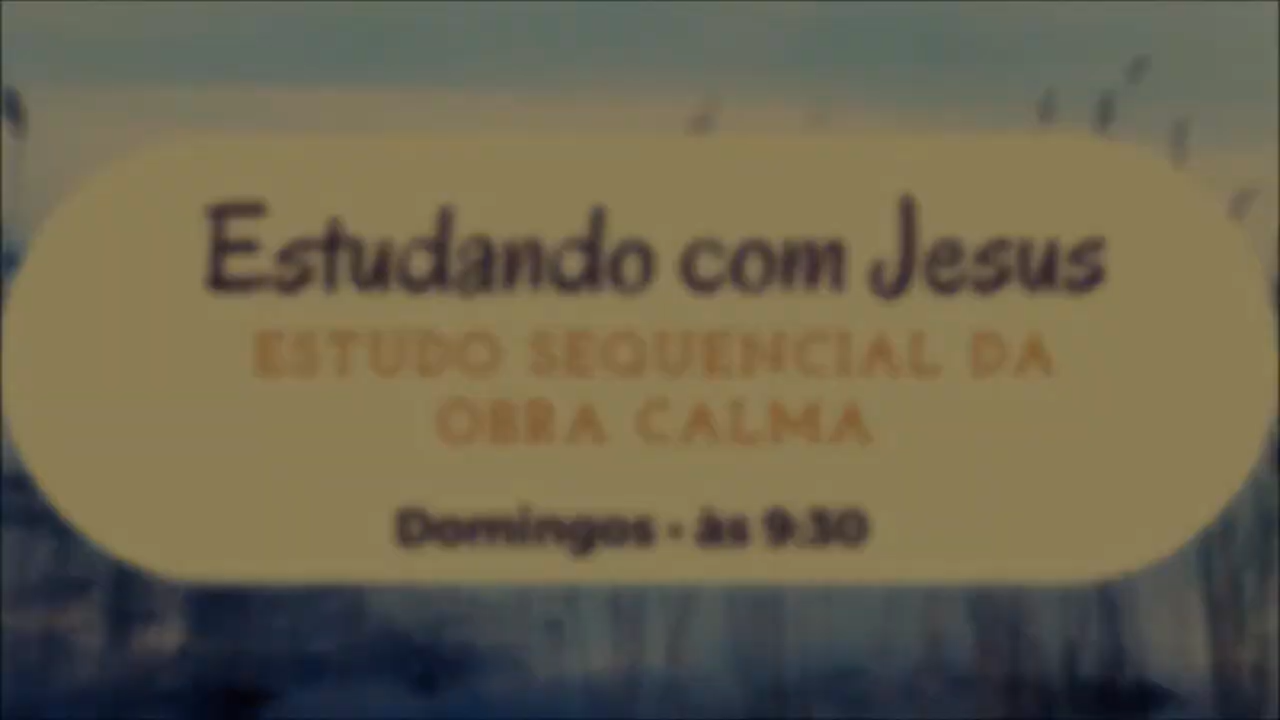 Estudando com Jesus
ESTUDO SEQUENCIAL DA
OBRA CALMA
Domingos - às 9:30